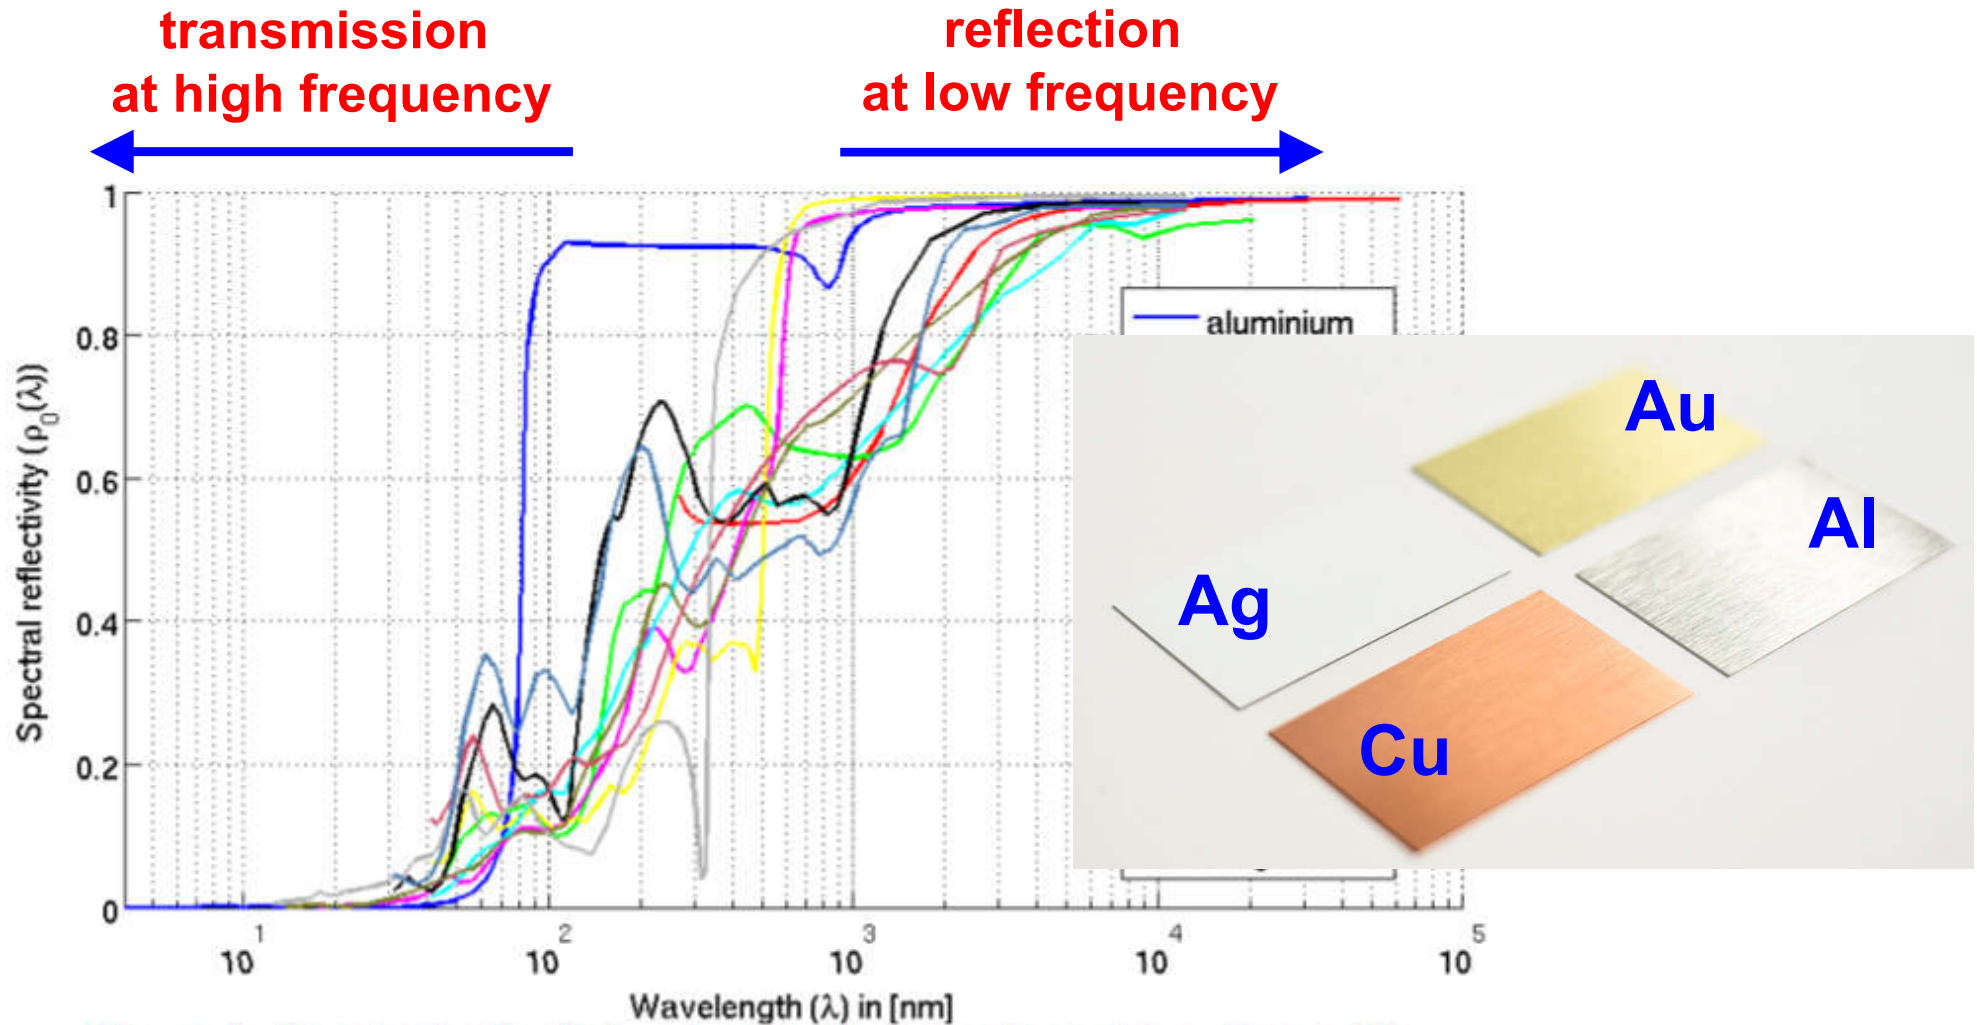 transmission
at high frequency
reflection
at low frequency
1
0.8
0.6
0.4
0.2
0
Spectral reflectivity (ρ0(λ))
aluminium
Au
Al
Ag
Cu
10^1
10^2
10^3
10^4
10^5
Wavelength (λ) in [nm]